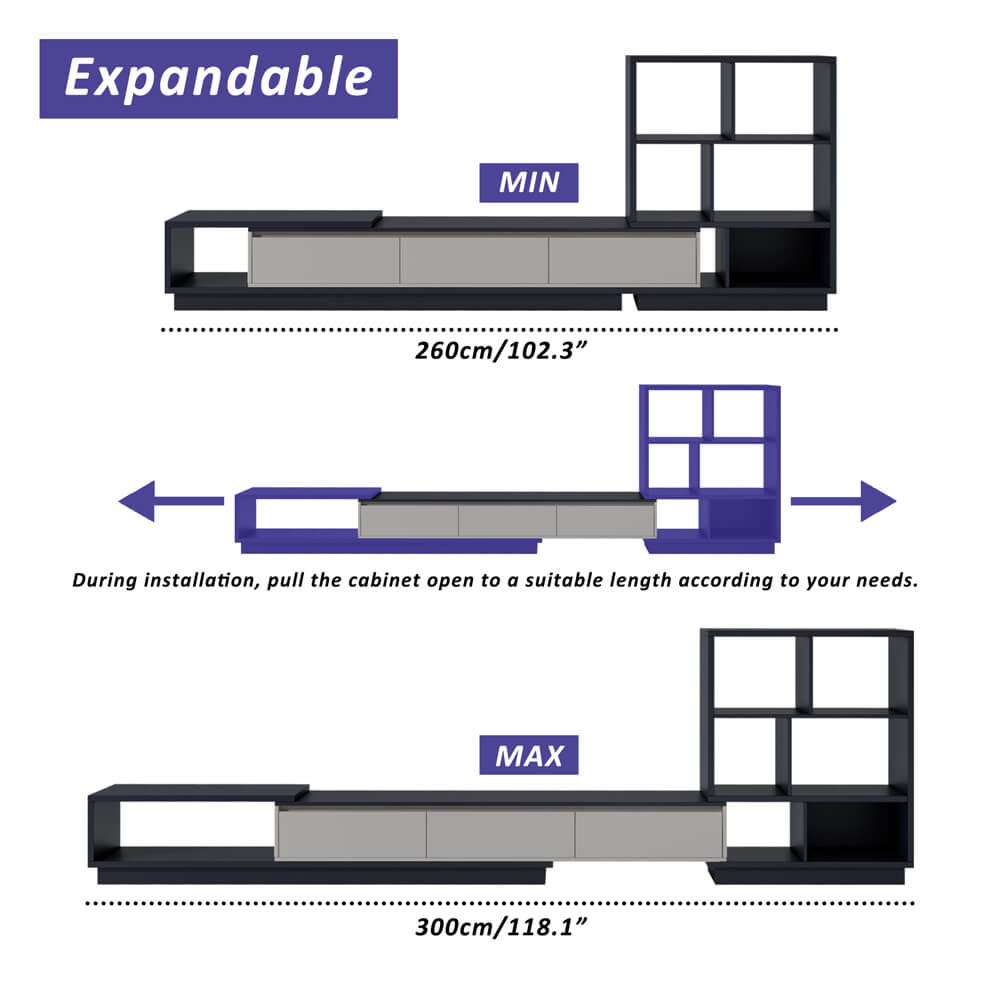 Expandable
MIN
260cm/102.3”
During installation, pull the cabinet open to a suitable length according to your needs.
MAX
300cm/118.1”